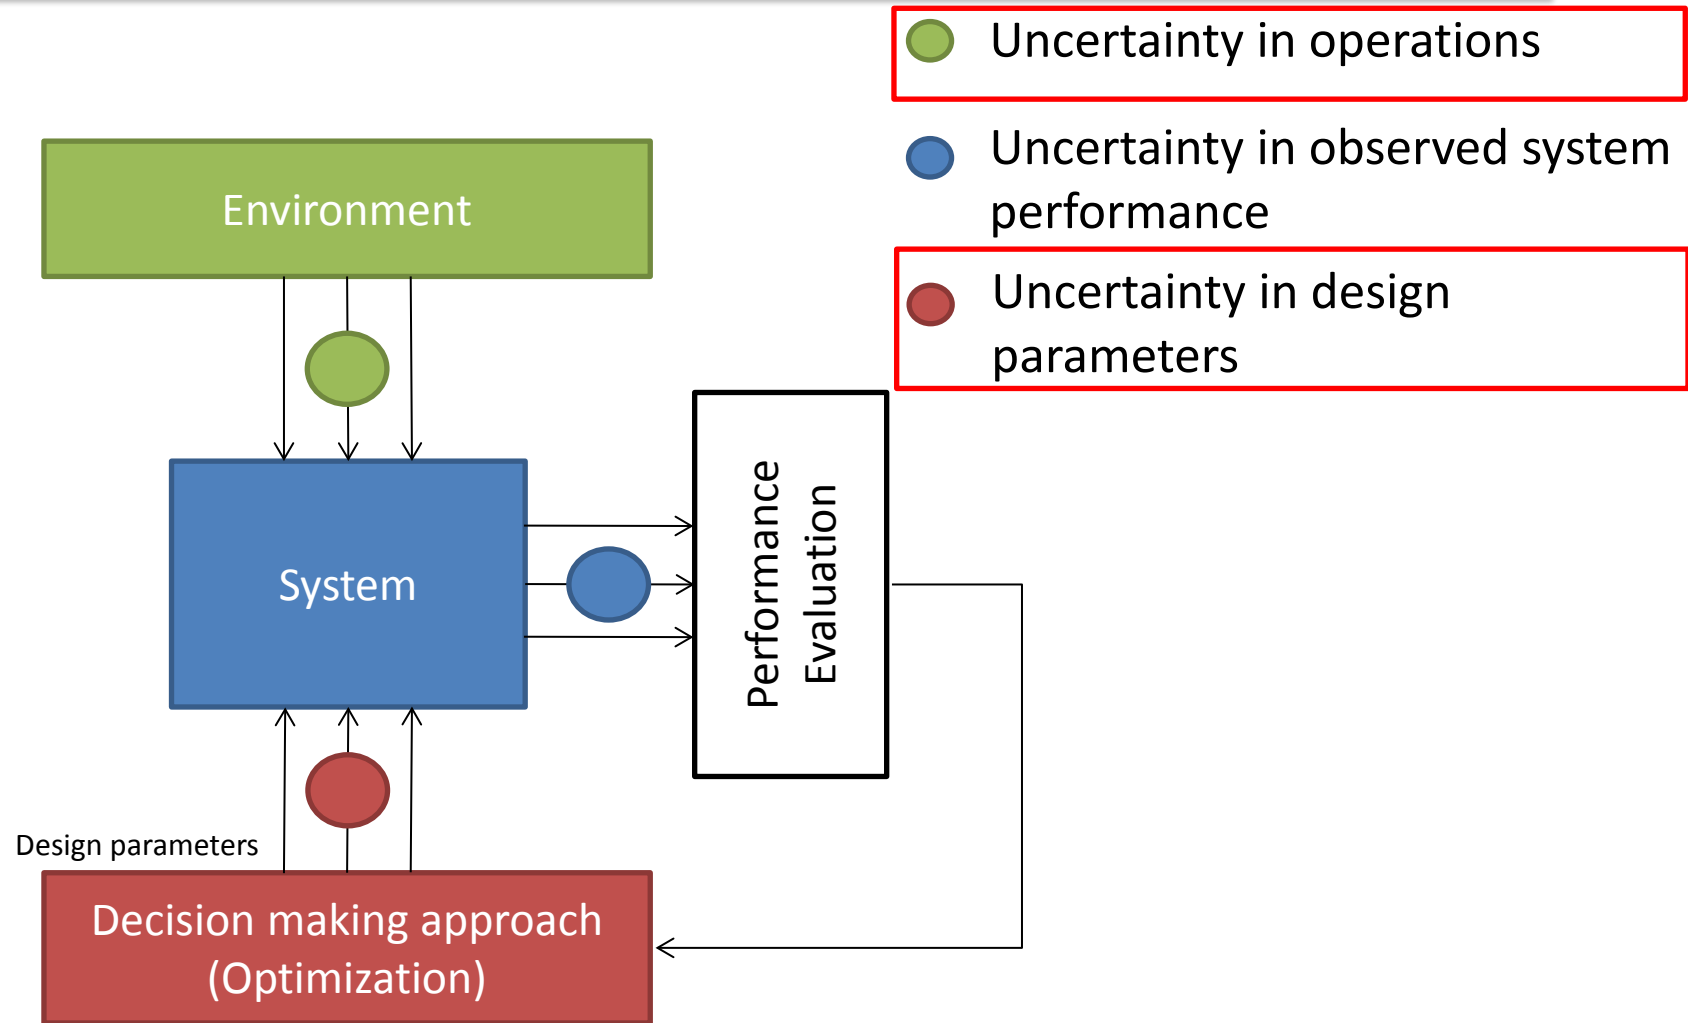 Uncertainty in operations
Uncertainty in observed system
performance
Uncertainty in design
parameters
Environment
System
Performance
Evaluation
Design parameters
Decision making approach
(Optimization)